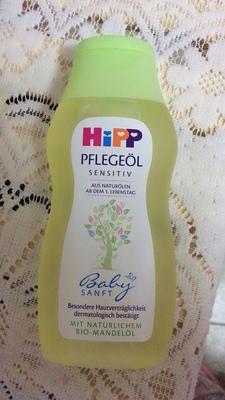 HiPP
PFLEGEÖL
SENSITIV
AUS NATURÖLEN
AB DEM 1. LEBENSTAG
Baby
SANFT
Besondere Hautverträglichkeit
dermatologisch bestätigt
MIT NATÜRLICHEM
BIO-MANDELÖL